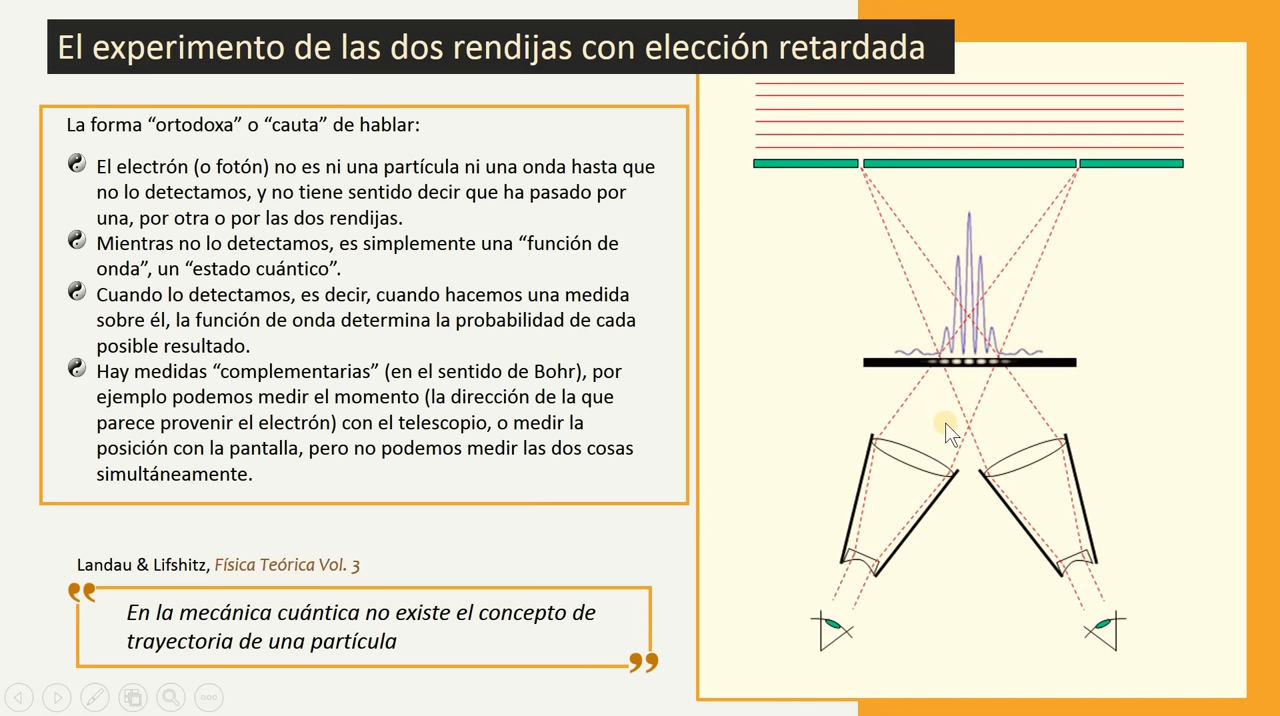 El experimento de las dos rendijas con elección retardada
La forma “ortodoxa” o “cauta” de hablar:
El electrón (o fotón) no es ni una partícula ni una onda hasta que
no lo detectamos, y no tiene sentido decir que ha pasado por
una, por otra o por las dos rendijas.
Mientras no lo detectamos, es simplemente una “función de
onda”, un “estado cuántico”.
Cuando lo detectamos, es decir, cuando hacemos una medida
sobre él, la función de onda determina la probabilidad de cada
posible resultado.
Hay medidas “complementarias” (en el sentido de Bohr), por
ejemplo podemos medir el momento (la dirección de la que
parece provenir el electrón) con el telescopio, o medir la
posición con la pantalla, pero no podemos medir las dos cosas
simultáneamente.
Landau & Lifshitz, Física Teórica Vol. 3
”
En la mecánica cuántica no existe el concepto de
trayectoria de una partícula
”